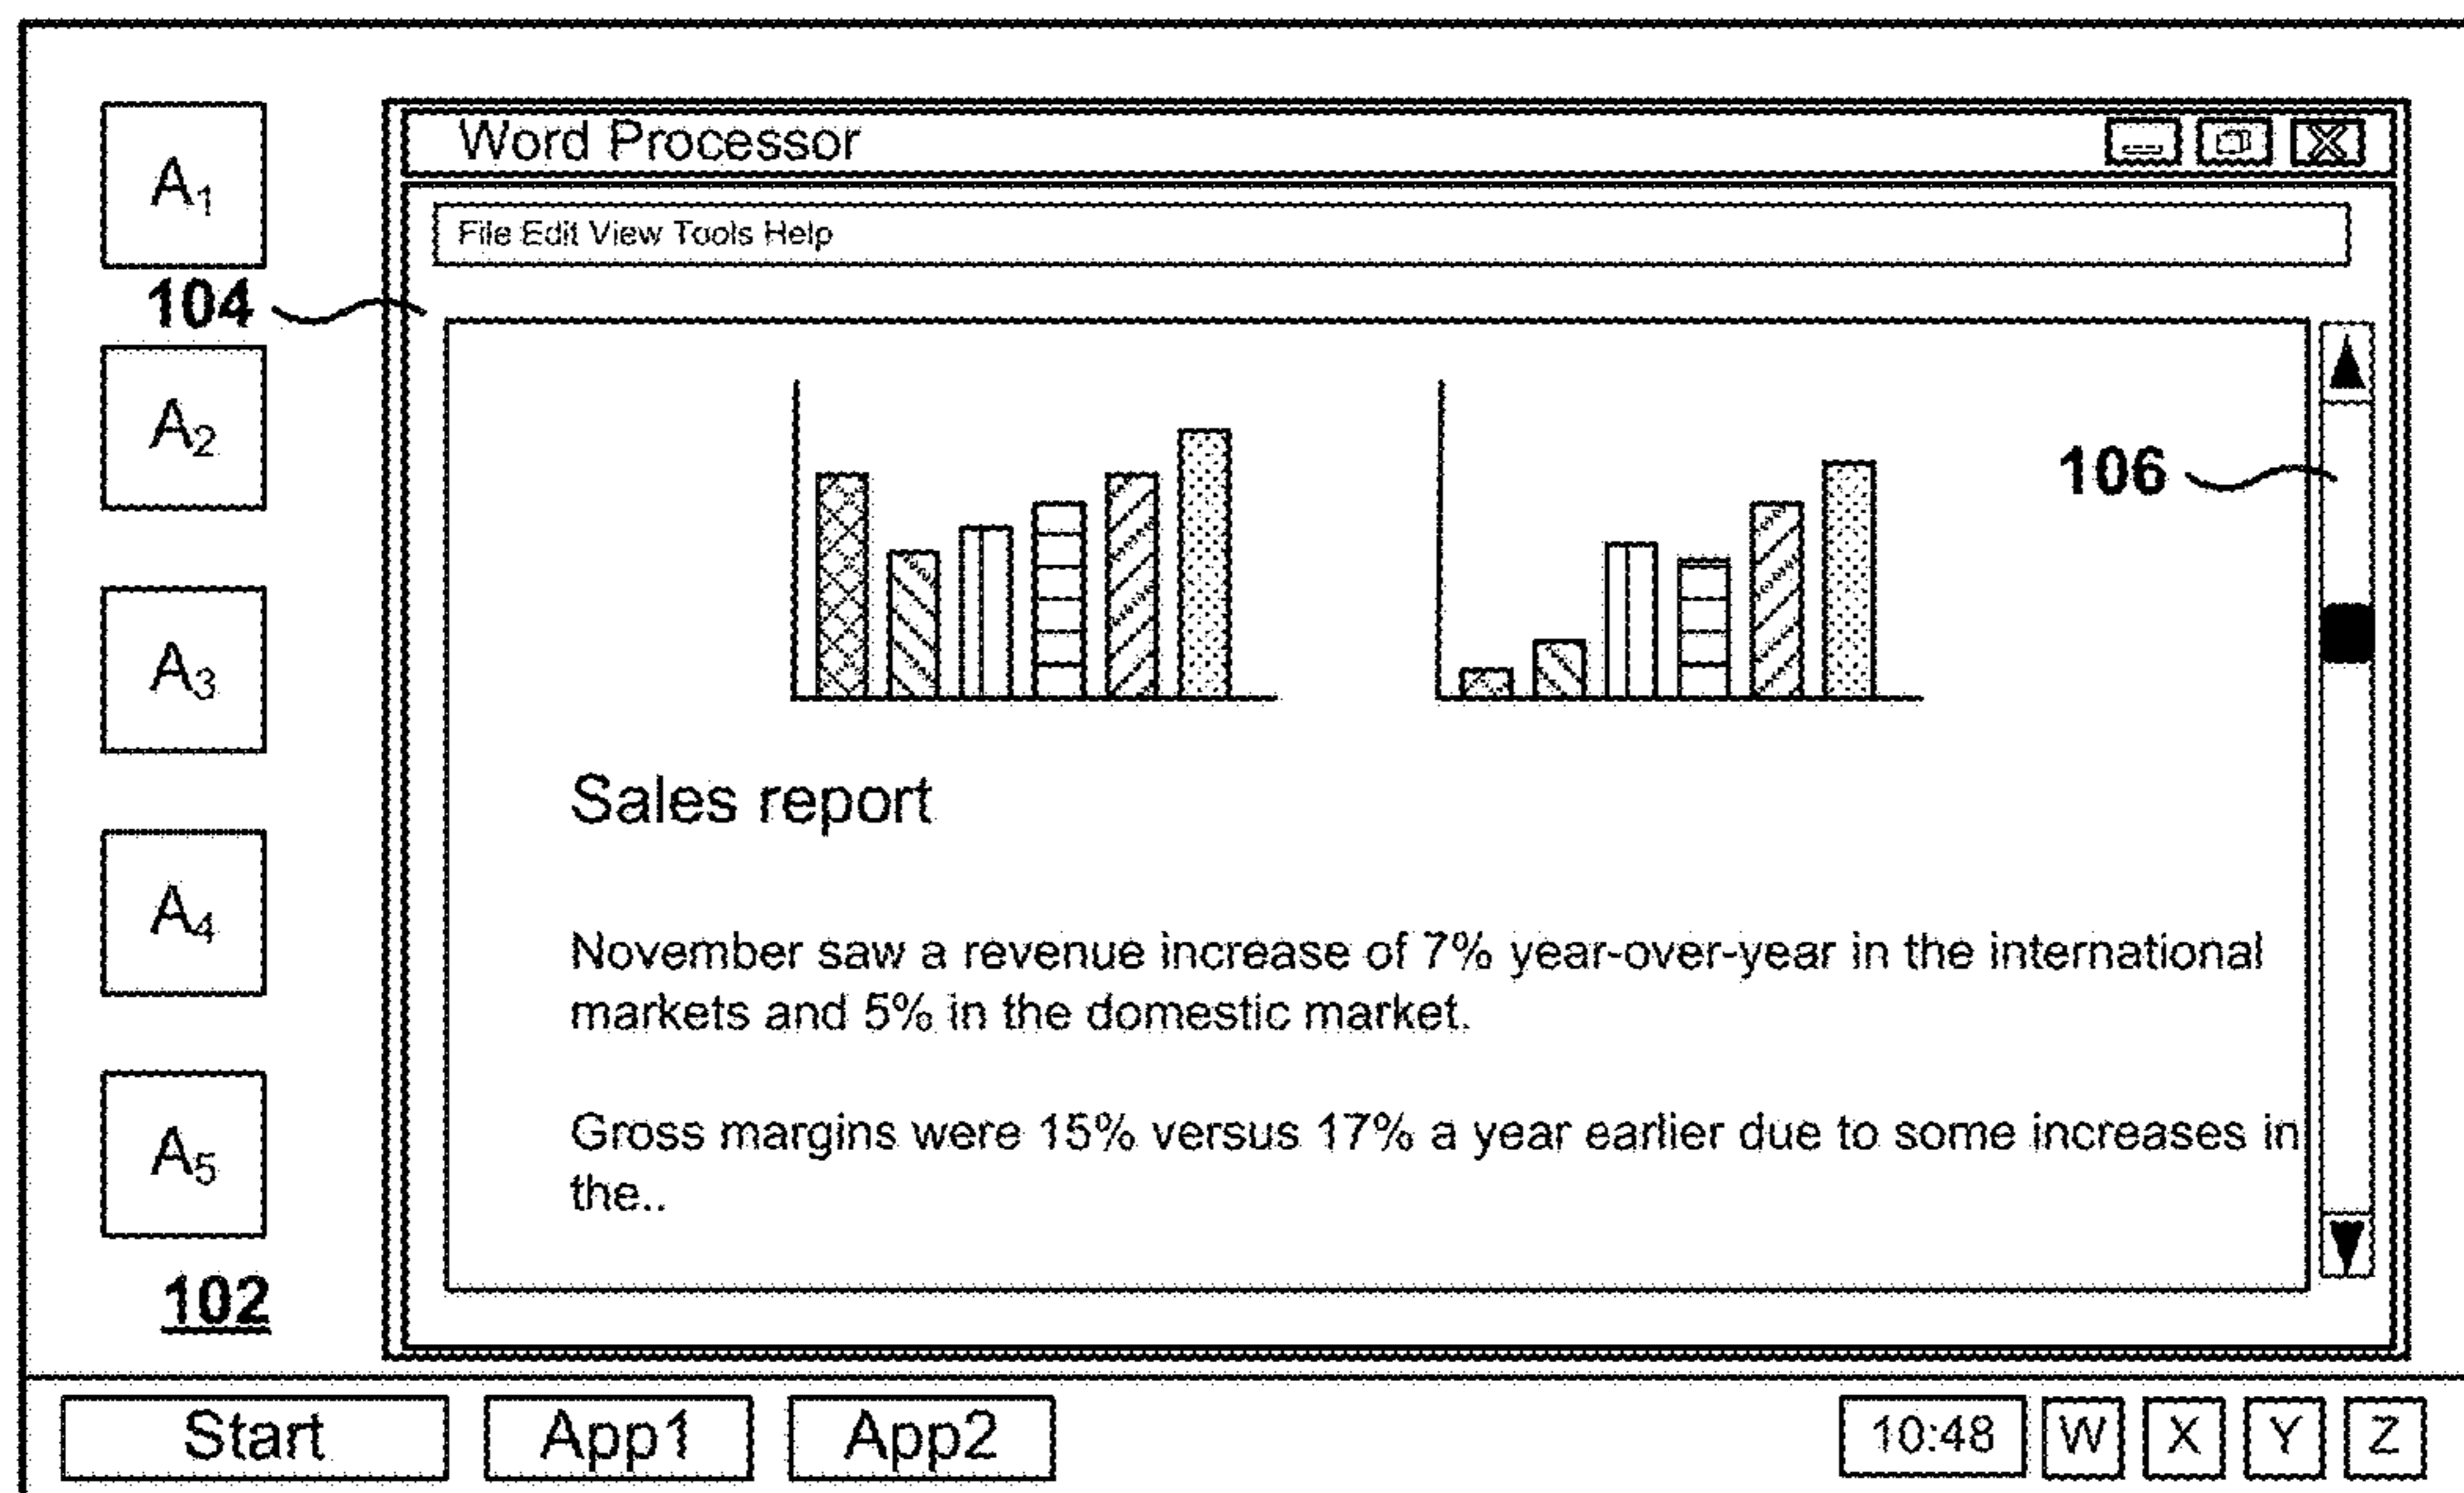 Word Processor
File Edit View Tools Help
A1
104
A2
106
A3
Sales report
A4
November saw a revenue increase of 7% year-over-year in the international
markets and 5% in the domestic market.
A5
Gross margins were 15% versus 17% a year earlier due to some increases in
the..
102
Start App1 App2 10:48 W X Y Z